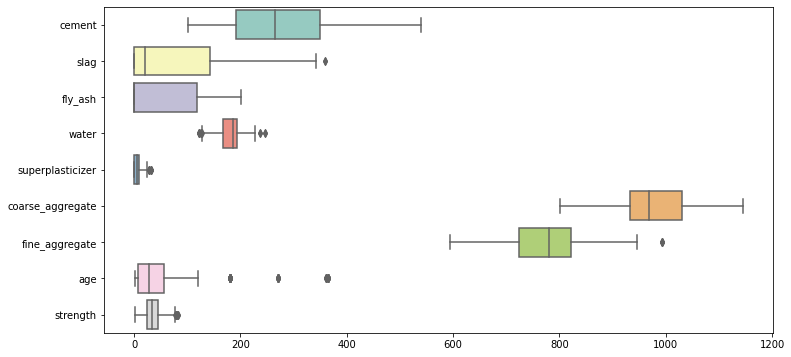 cement
slag
fly_ash
water
superplasticizer
coarse_aggregate
fine_aggregate
age
strength
0 200 400 600 800 1000 1200